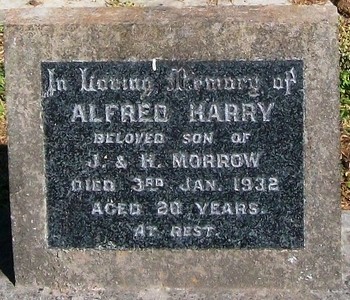 In Loving Memory of
ALFRED HARRY
BELOVED SON OF
J. & H. MORROW
DIED 3RD JAN. 1932
AGED 20 YEARS.
AT REST.